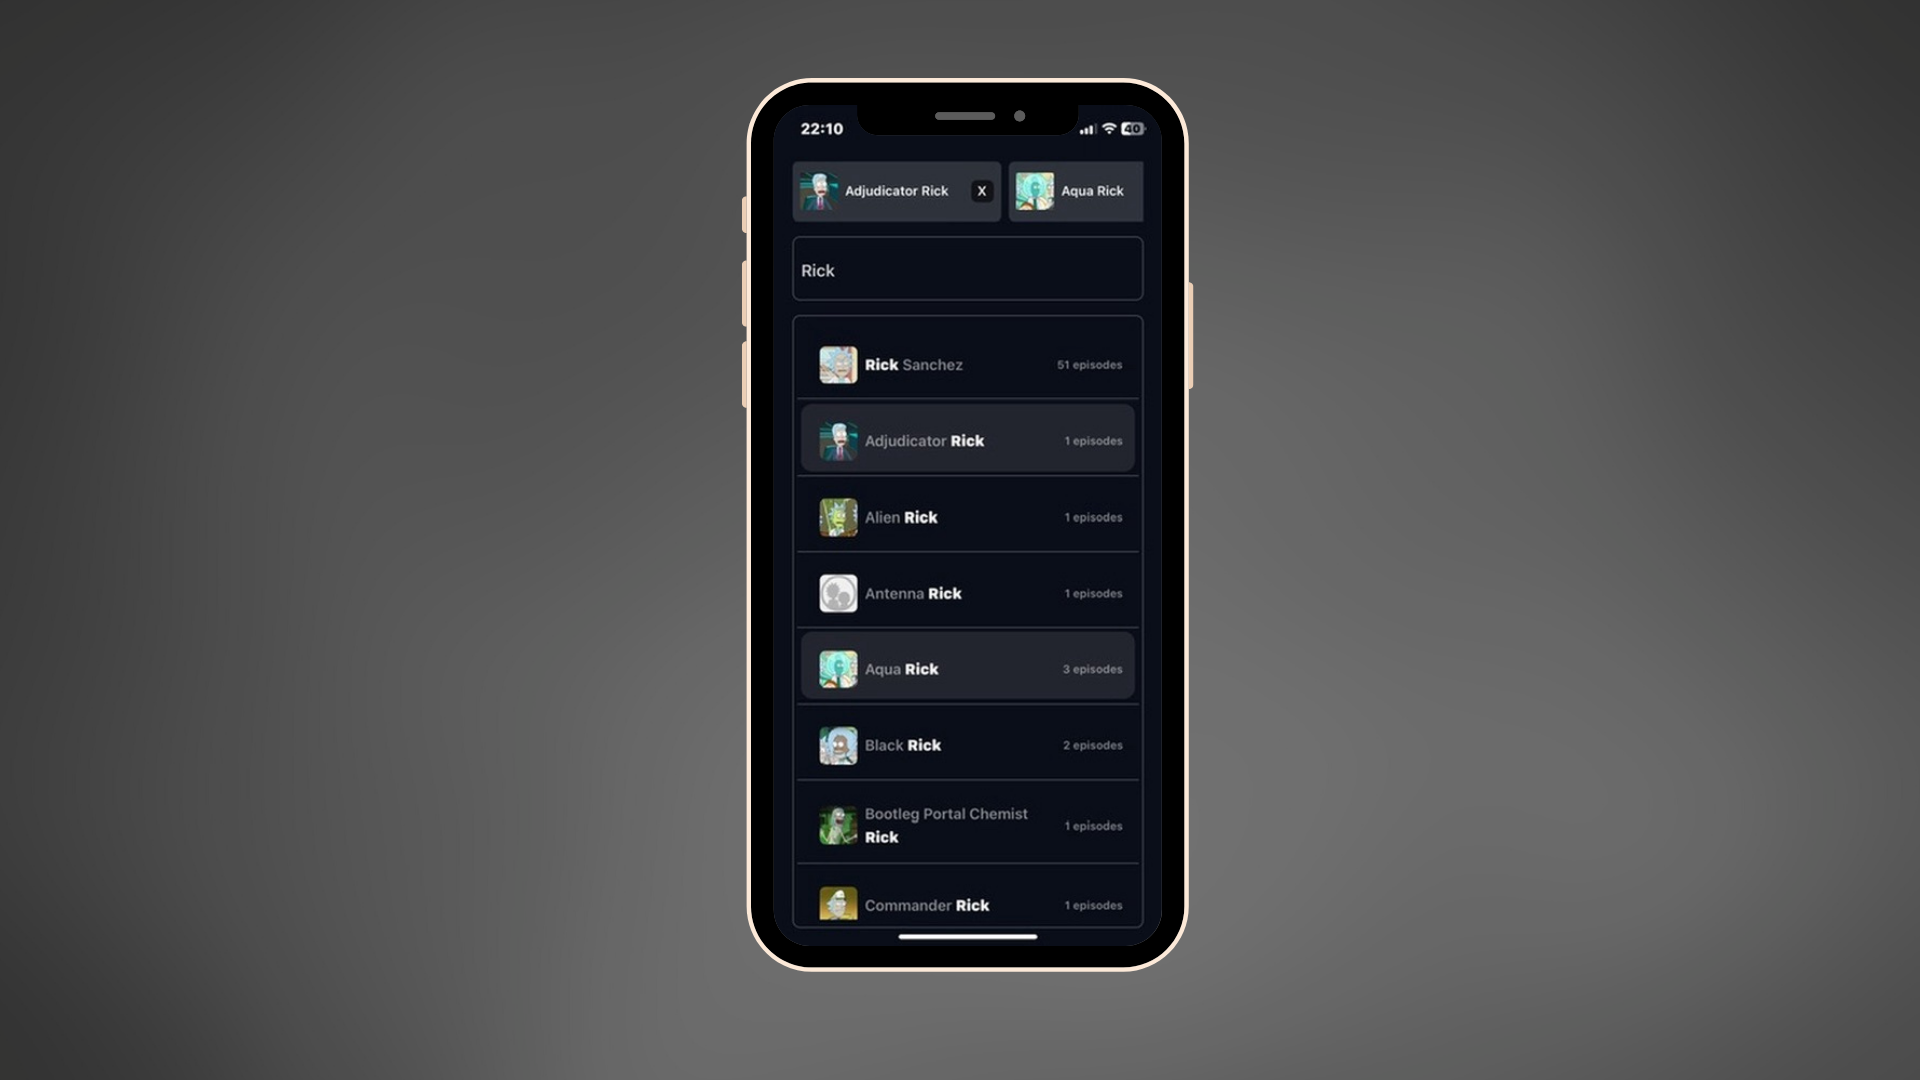 22:10
40
Adjudicator Rick X
Aqua Rick
Rick
Rick Sanchez 51 episodes
Adjudicator Rick 1 episodes
Alien Rick 1 episodes
Antenna Rick 1 episodes
Aqua Rick 3 episodes
Black Rick 2 episodes
Bootleg Portal Chemist
Rick
1 episodes
Commander Rick 1 episodes